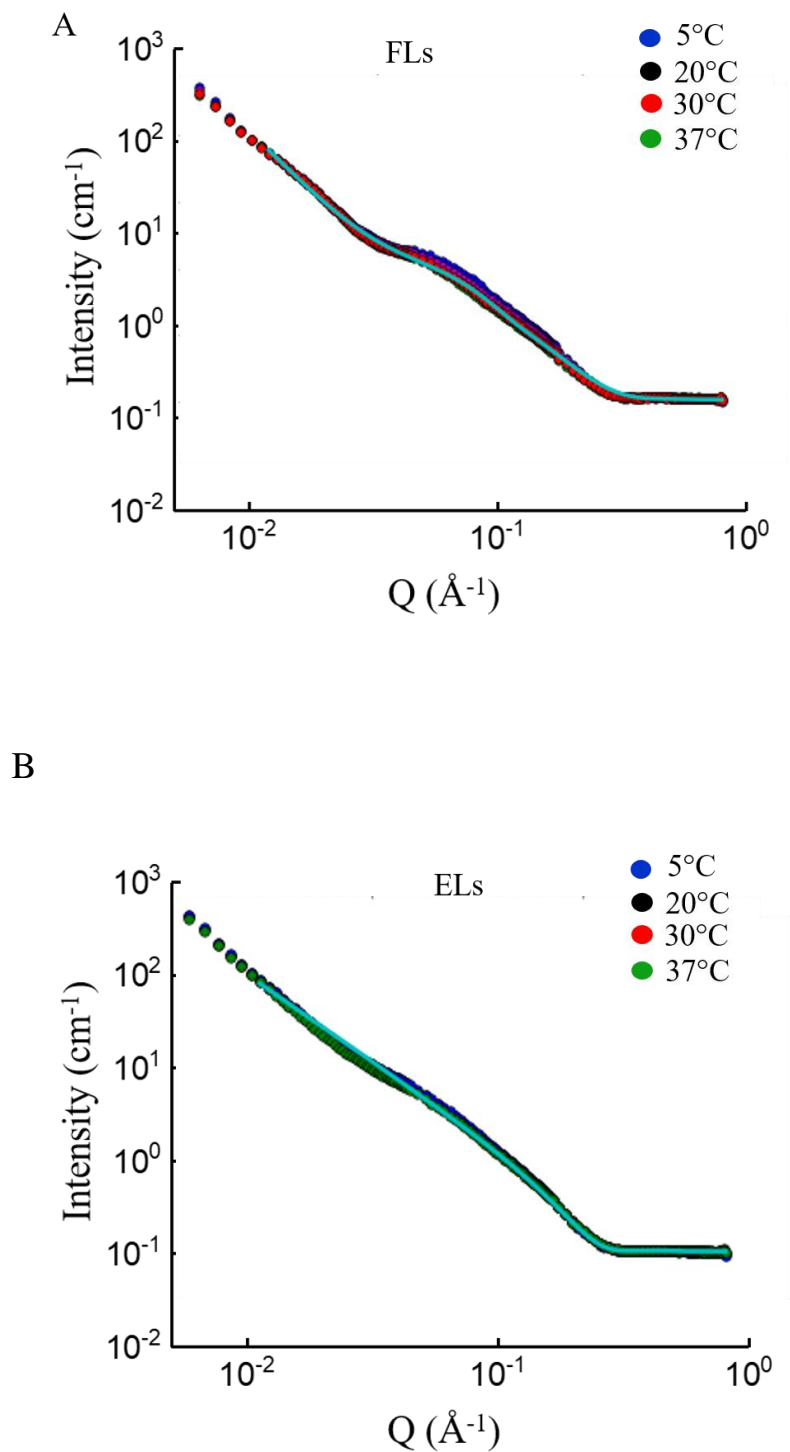 A
FLs
5°C
20°C
30°C
37°C
10³
10²
10¹
10⁰
10⁻¹
10⁻²
Intensity (cm⁻¹)
10⁻² 10⁻¹ 10⁰
Q (Å⁻¹)
B
ELs
5°C
20°C
30°C
37°C
10³
10²
10¹
10⁰
10⁻¹
10⁻²
Intensity (cm⁻¹)
10⁻² 10⁻¹ 10⁰
Q (Å⁻¹)